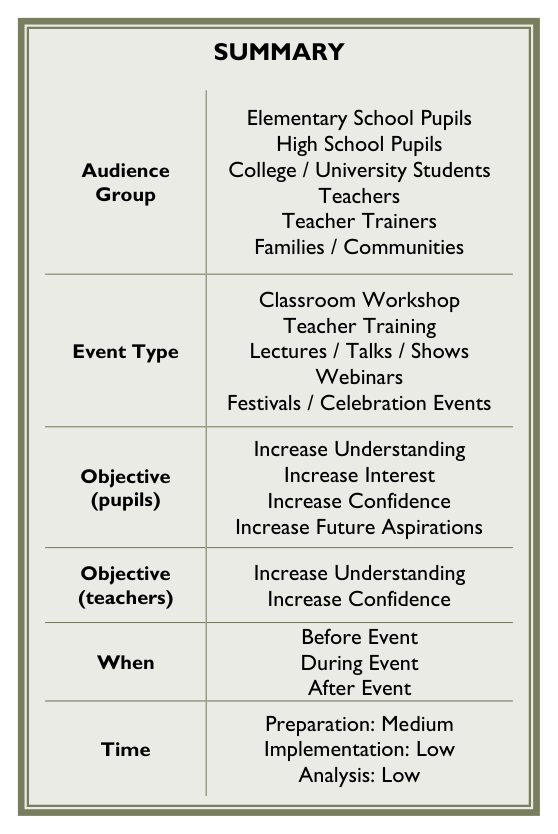 SUMMARY
Audience
Group
Elementary School Pupils
High School Pupils
College / University Students
Teachers
Teacher Trainers
Families / Communities
Event Type
Classroom Workshop
Teacher Training
Lectures / Talks / Shows
Webinars
Festivals / Celebration Events
Objective
(pupils)
Increase Understanding
Increase Interest
Increase Confidence
Increase Future Aspirations
Objective
(teachers)
Increase Understanding
Increase Confidence
When
Before Event
During Event
After Event
Time
Preparation: Medium
Implementation: Low
Analysis: Low